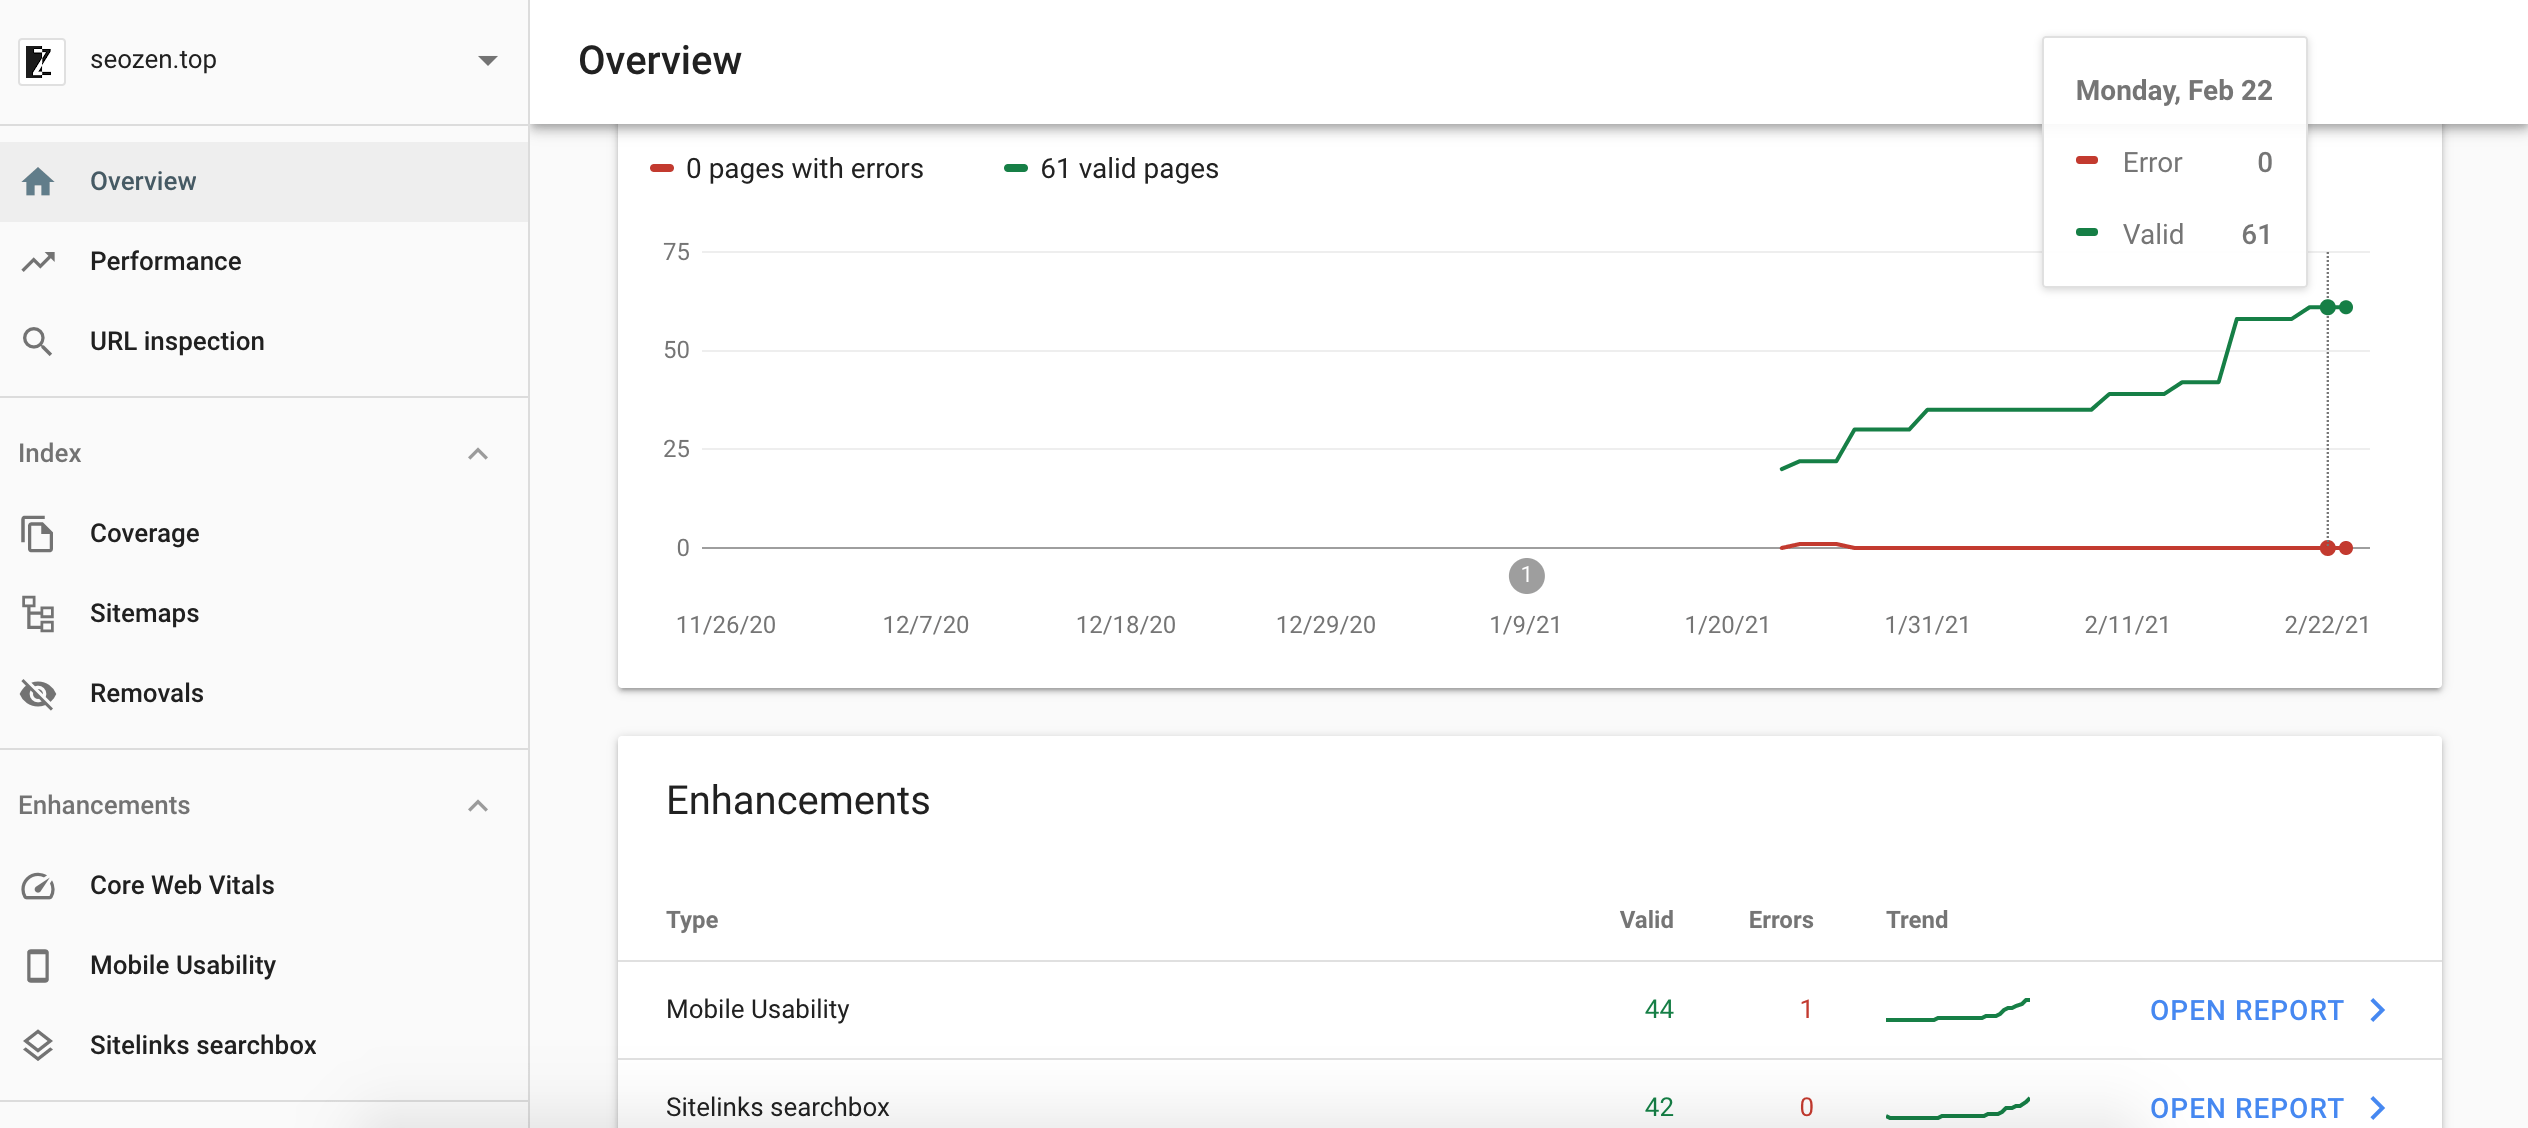 seozen.top
Overview
Performance
URL inspection
Index
Coverage
Sitemaps
Removals
Enhancements
Core Web Vitals
Mobile Usability
Sitelinks searchbox
Overview
Monday, Feb 22
Error 0
Valid 61
0 pages with errors 61 valid pages
75
50
25
0
1
11/26/20 12/7/20 12/18/20 12/29/20 1/9/21 1/20/21 1/31/21 2/11/21 2/22/21
Enhancements
Type Valid Errors Trend
Mobile Usability 44 1 OPEN REPORT
Sitelinks searchbox 42 0 OPEN REPORT